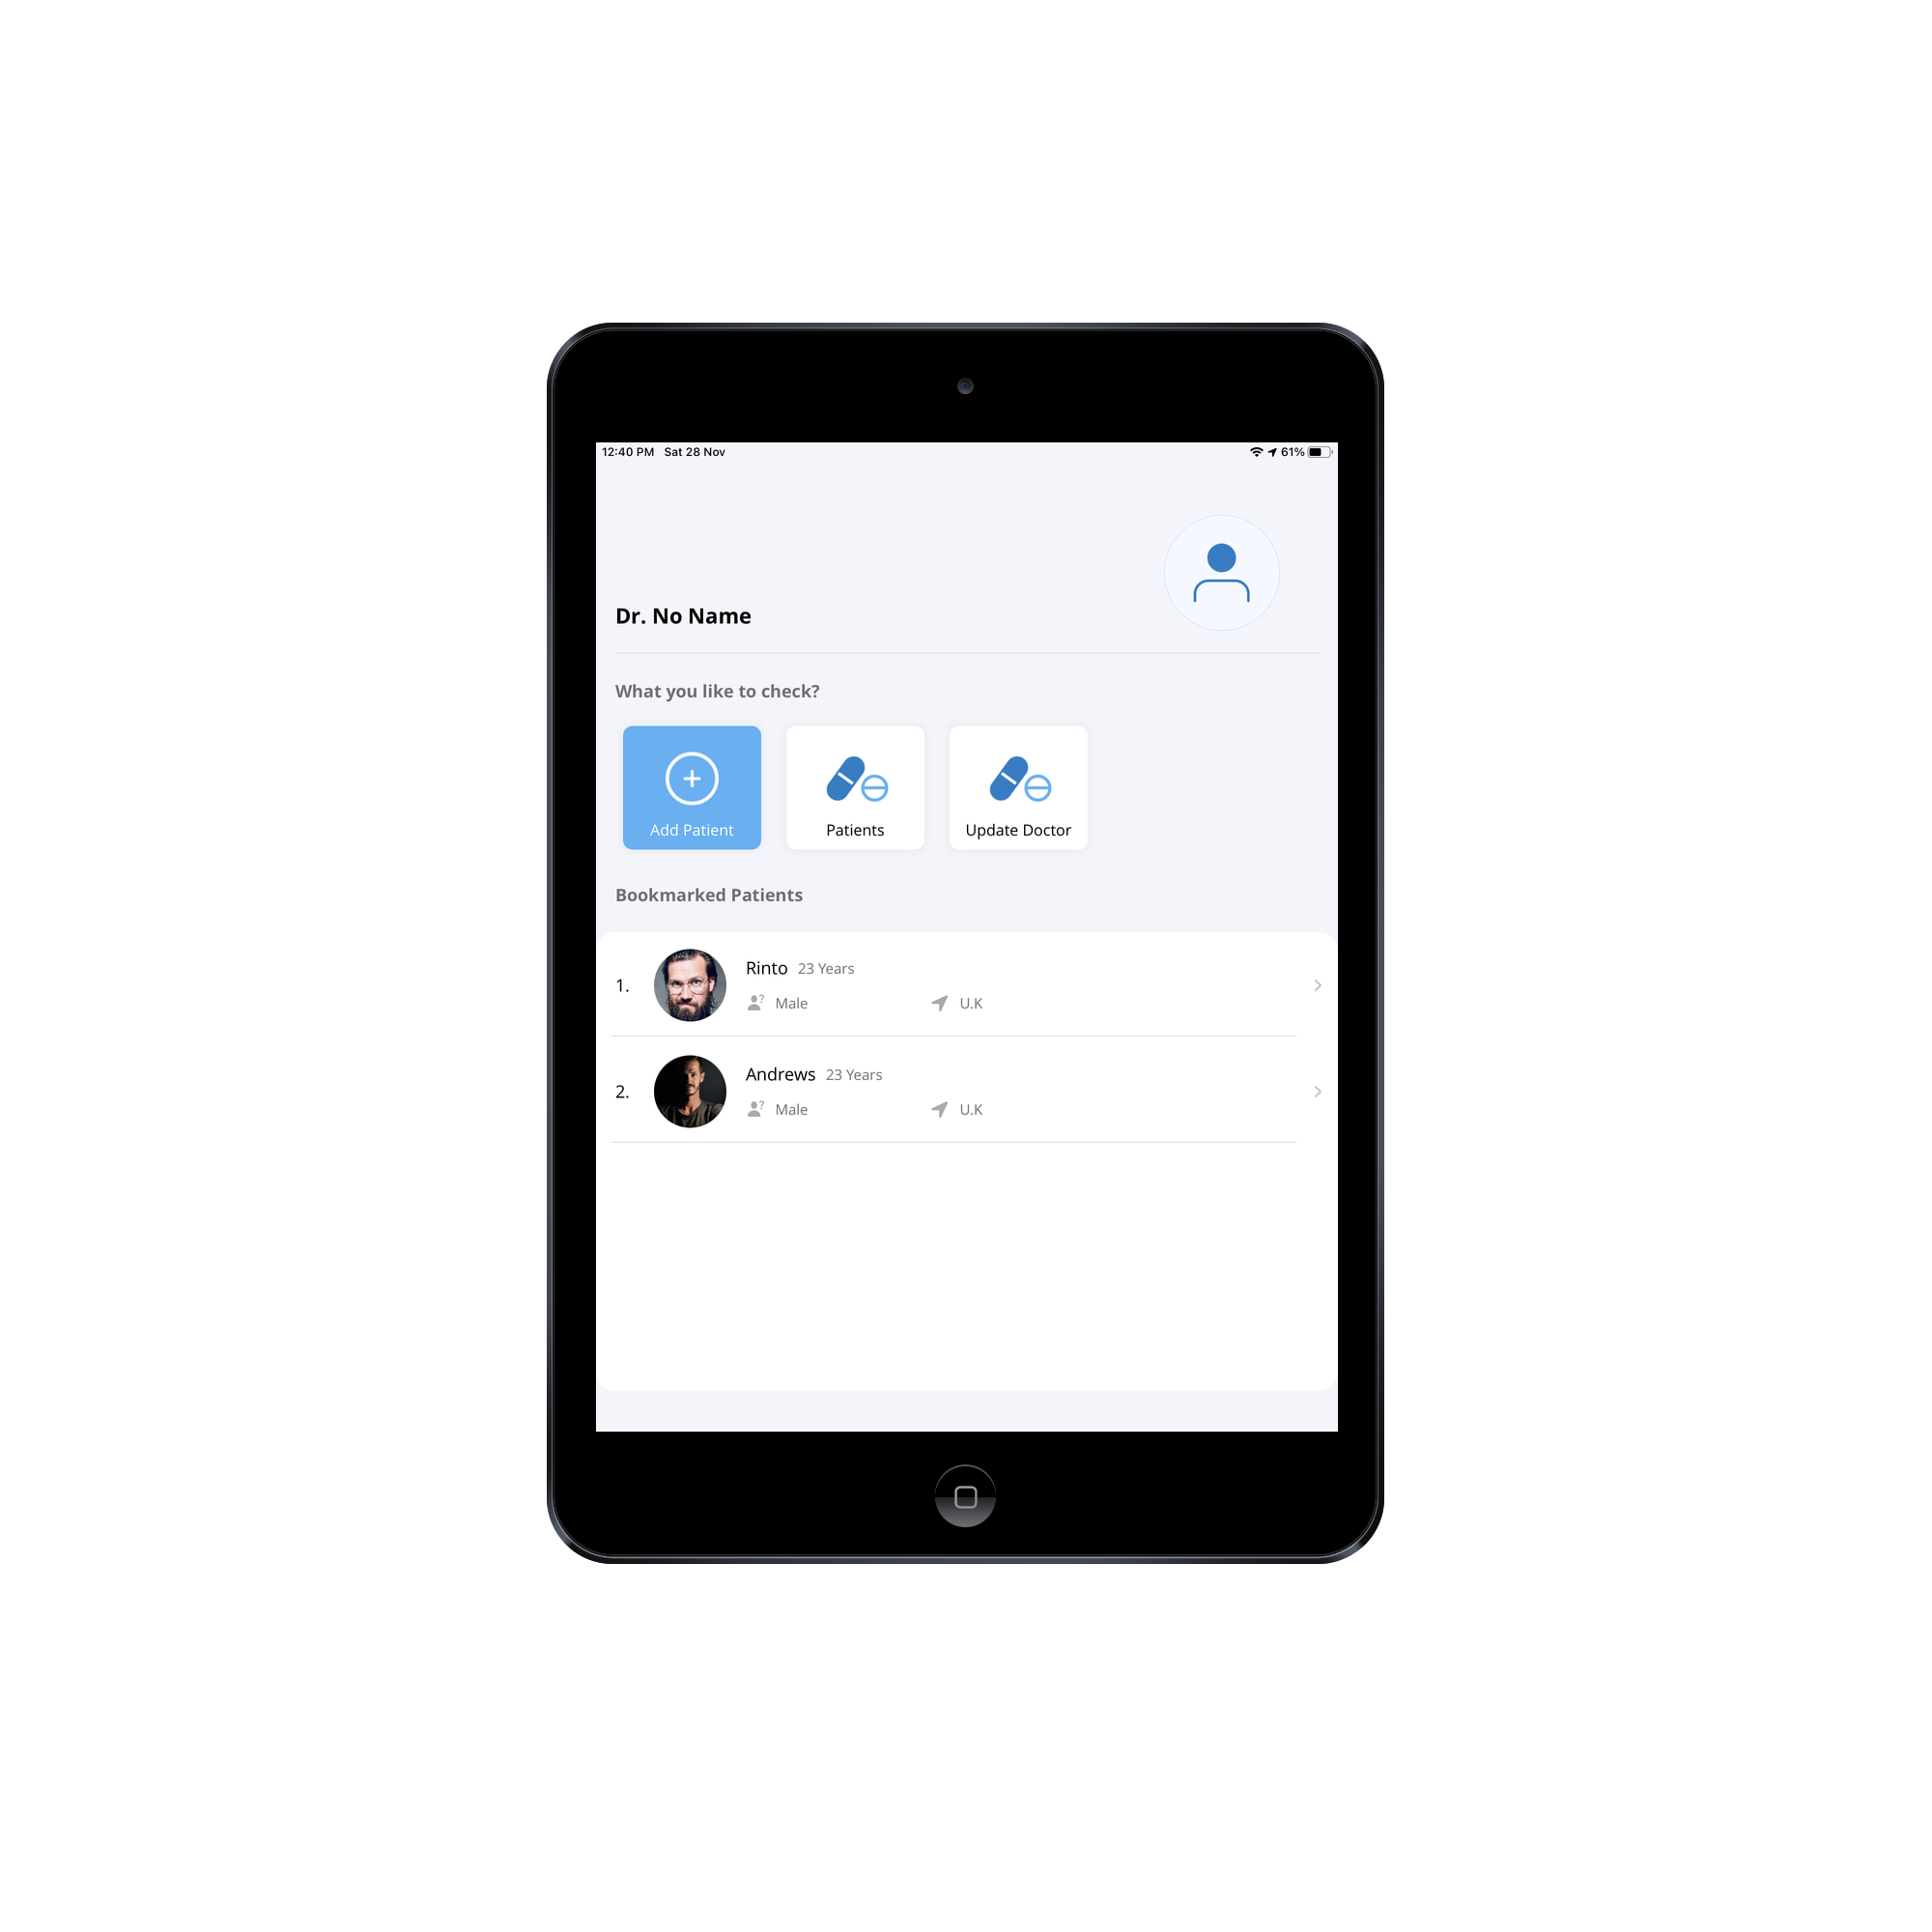 12:40 PM Sat 28 Nov 61%
Dr. No Name
What you like to check?
Add Patient Patients Update Doctor
Bookmarked Patients
1. Rinto 23 Years
Male U.K
2. Andrews 23 Years
Male U.K